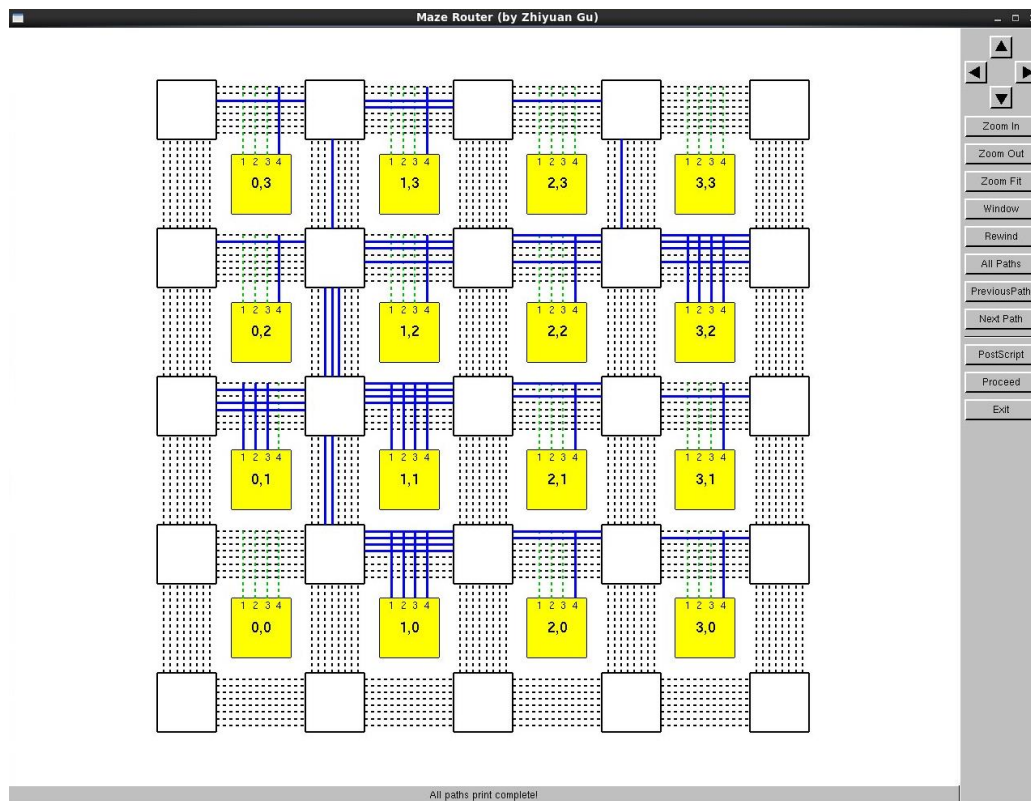 Maze Router (by Zhiyuan Gu)
1 2 3 4
0,3
1 2 3 4
1,3
1 2 3 4
2,3
1 2 3 4
3,3
1 2 3 4
0,2
1 2 3 4
1,2
1 2 3 4
2,2
1 2 3 4
3,2
1 2 3 4
0,1
1 2 3 4
1,1
1 2 3 4
2,1
1 2 3 4
3,1
1 2 3 4
0,0
1 2 3 4
1,0
1 2 3 4
2,0
1 2 3 4
3,0
Zoom In
Zoom Out
Zoom Fit
Window
Rewind
All Paths
PreviousPath
Next Path
PostScript
Proceed
Exit
All paths print complete!